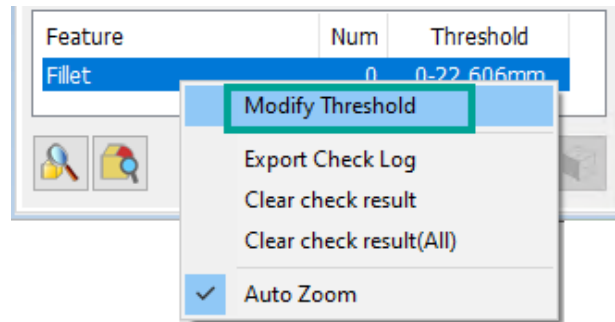 Feature Num Threshold
Fillet 0 0-22.606mm
Modify Threshold
Export Check Log
Clear check result
Clear check result(All)
Auto Zoom